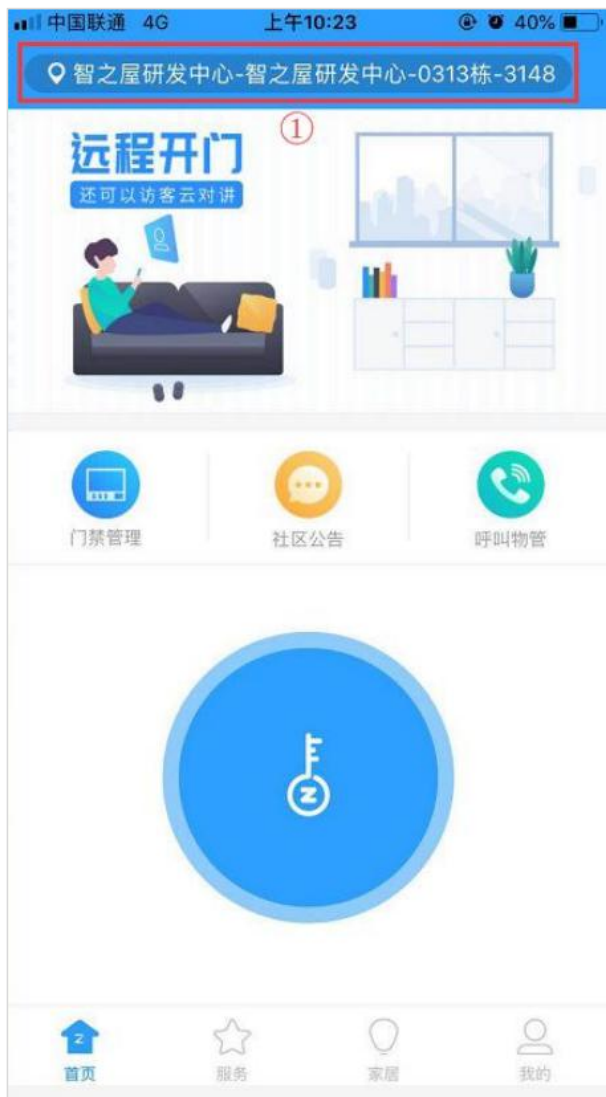 中国联通 4G 上午10:23 40%
智之屋研发中心-智之屋研发中心-0313栋-3148
①
远程开门
还可以访客云对讲
门禁管理 社区公告 呼叫物管
Z
Z
首页 服务 家居 我的